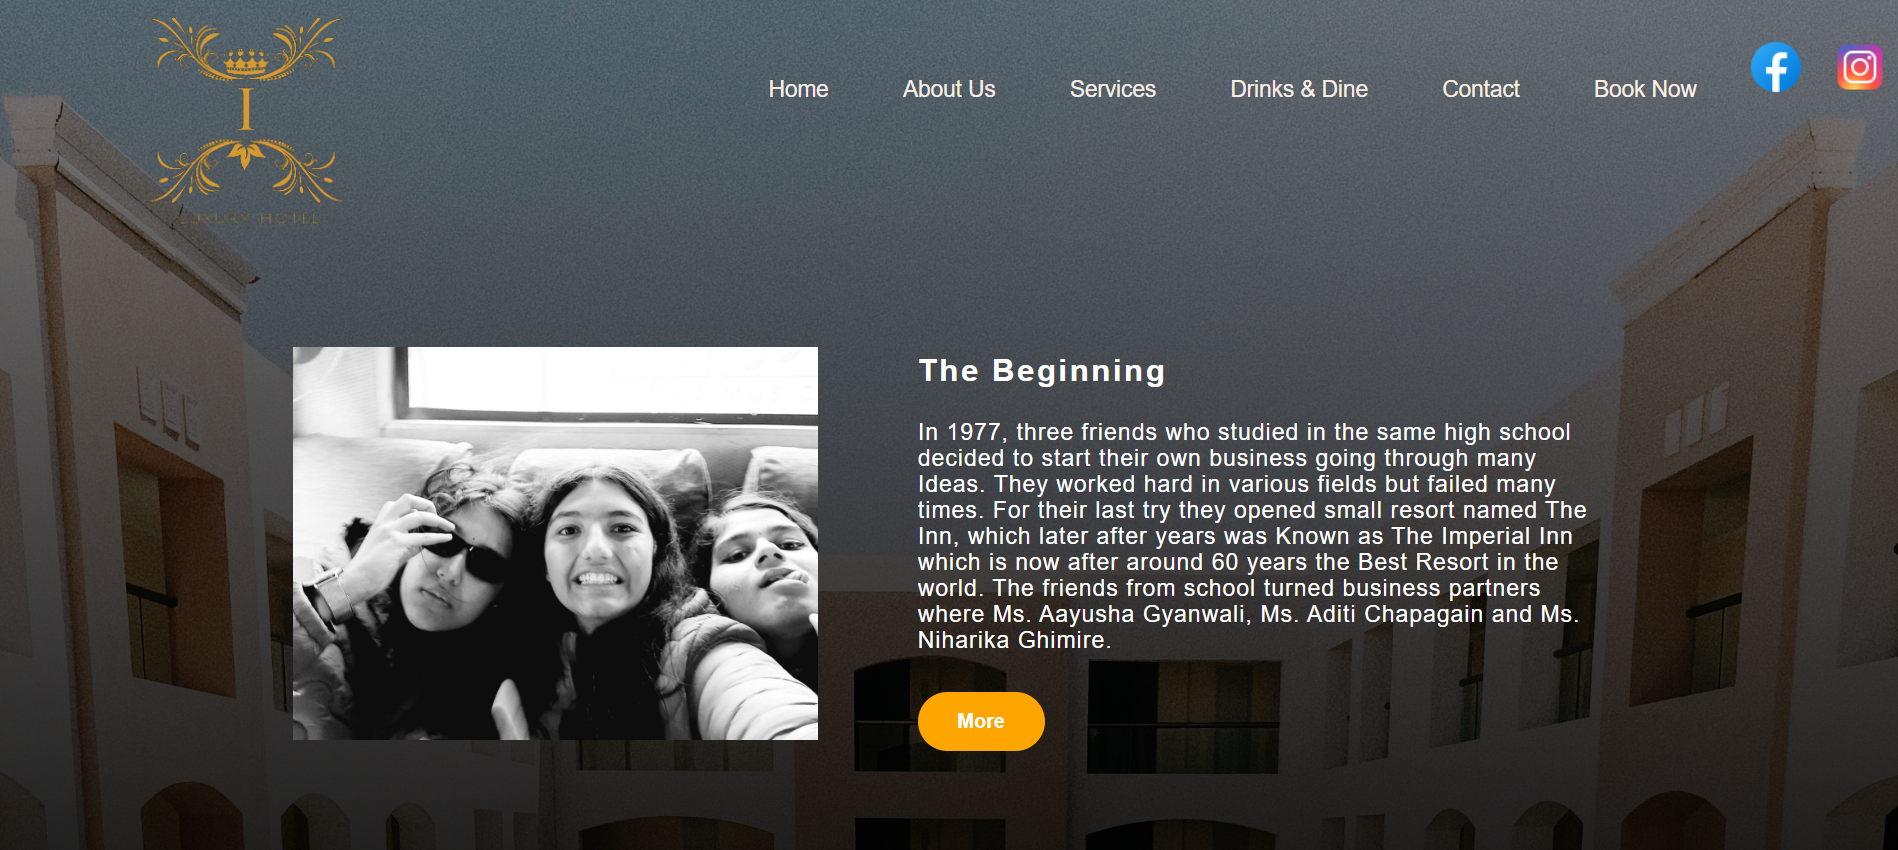 I
LUXURY HOTEL
Home About Us Services Drinks & Dine Contact Book Now
The Beginning
In 1977, three friends who studied in the same high school
decided to start their own business going through many
Ideas. They worked hard in various fields but failed many
times. For their last try they opened small resort named The
Inn, which later after years was Known as The Imperial Inn
which is now after around 60 years the Best Resort in the
world. The friends from school turned business partners
where Ms. Aayusha Gyanwali, Ms. Aditi Chapagain and Ms.
Niharika Ghimire.
More